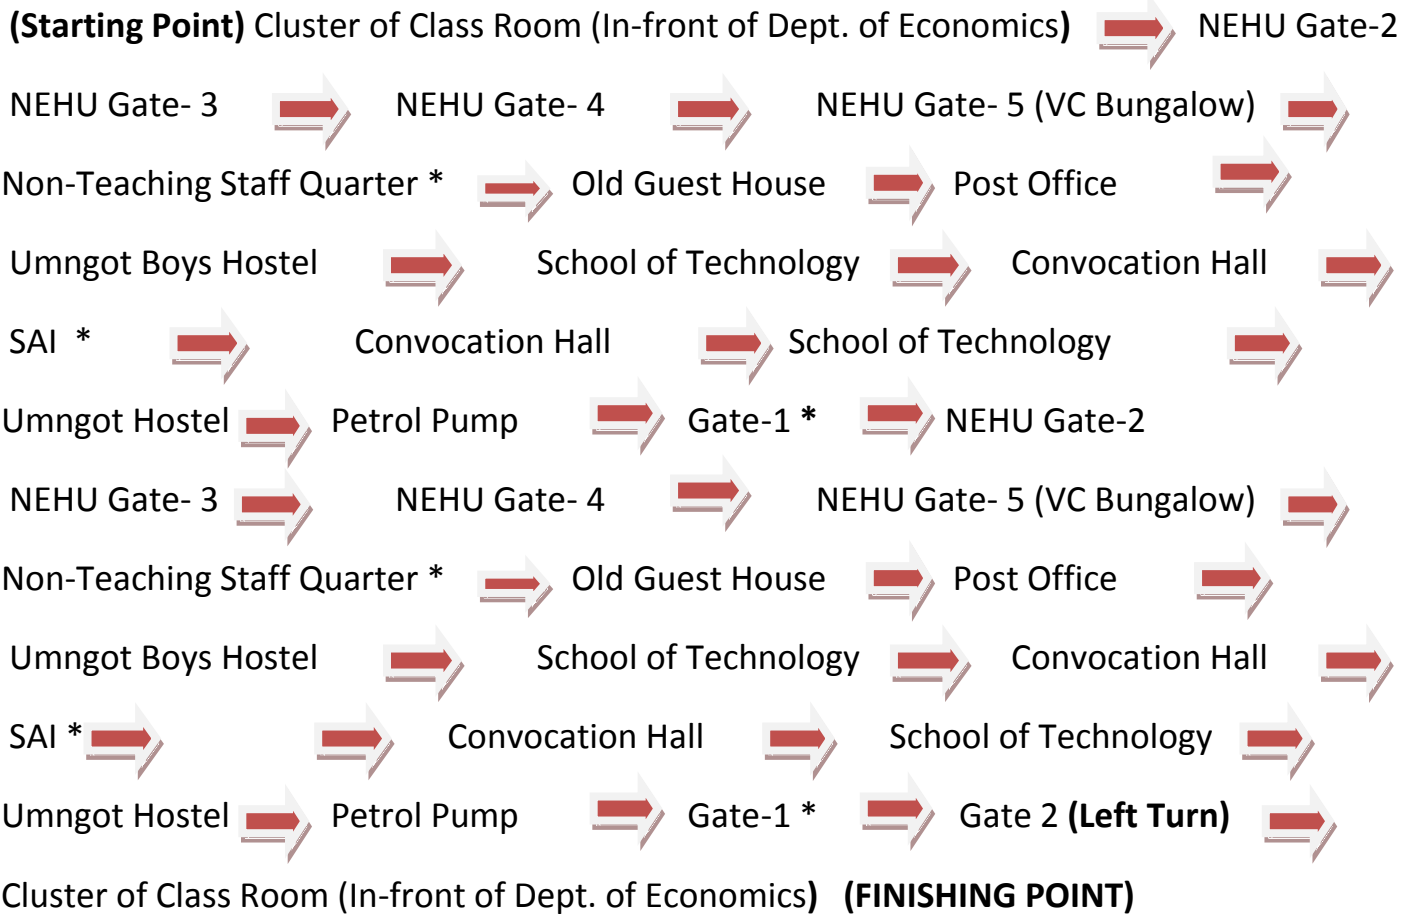 (Starting Point) Cluster of Class Room (In-front of Dept. of Economics) NEHU Gate-2
NEHU Gate- 3 NEHU Gate- 4 NEHU Gate- 5 (VC Bungalow)
Non-Teaching Staff Quarter * Old Guest House Post Office
Umngot Boys Hostel School of Technology Convocation Hall
SAI * Convocation Hall School of Technology
Umngot Hostel Petrol Pump Gate-1 * NEHU Gate-2
NEHU Gate- 3 NEHU Gate- 4 NEHU Gate- 5 (VC Bungalow)
Non-Teaching Staff Quarter * Old Guest House Post Office
Umngot Boys Hostel School of Technology Convocation Hall
SAI * Convocation Hall School of Technology
Umngot Hostel Petrol Pump Gate-1 * Gate 2 (Left Turn)
Cluster of Class Room (In-front of Dept. of Economics) (FINISHING POINT)